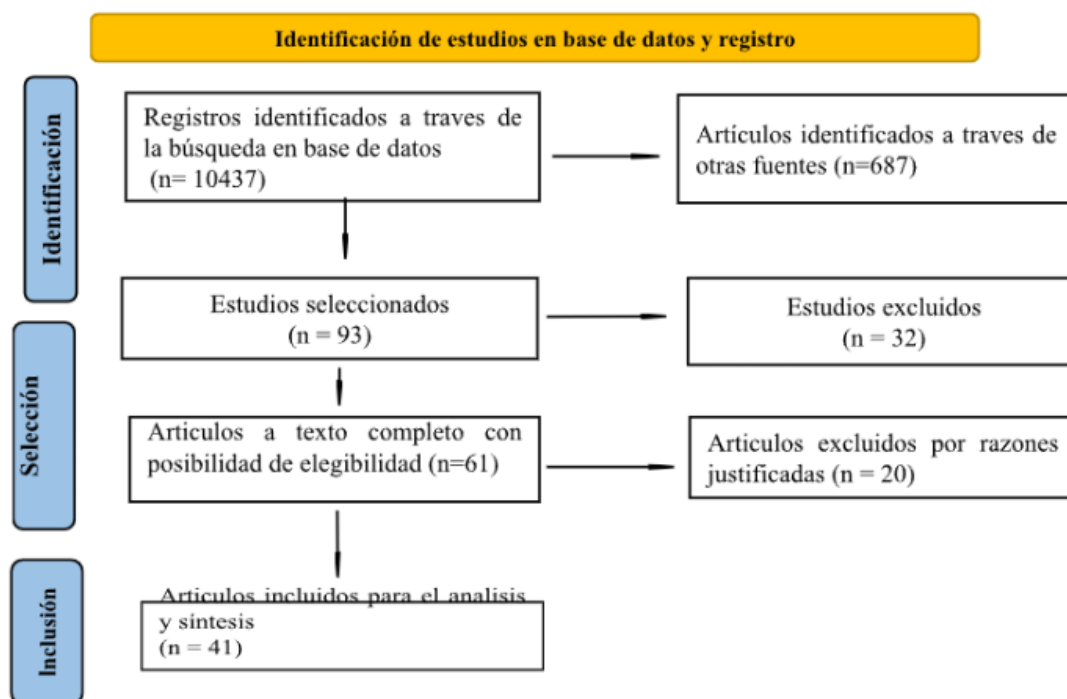 Identificación de estudios en base de datos y registro
Identificación
Registros identificados a traves de
la búsqueda en base de datos
(n= 10437)
Artículos identificados a traves de
otras fuentes (n=687)
Estudios seleccionados
(n = 93)
Estudios excluidos
(n = 32)
Selección
Articulos a texto completo con
posibilidad de elegibilidad (n=61)
Articulos excluidos por razones
justificadas (n = 20)
Inclusión
Articulos incluidos para el analisis
y síntesis
(n = 41)